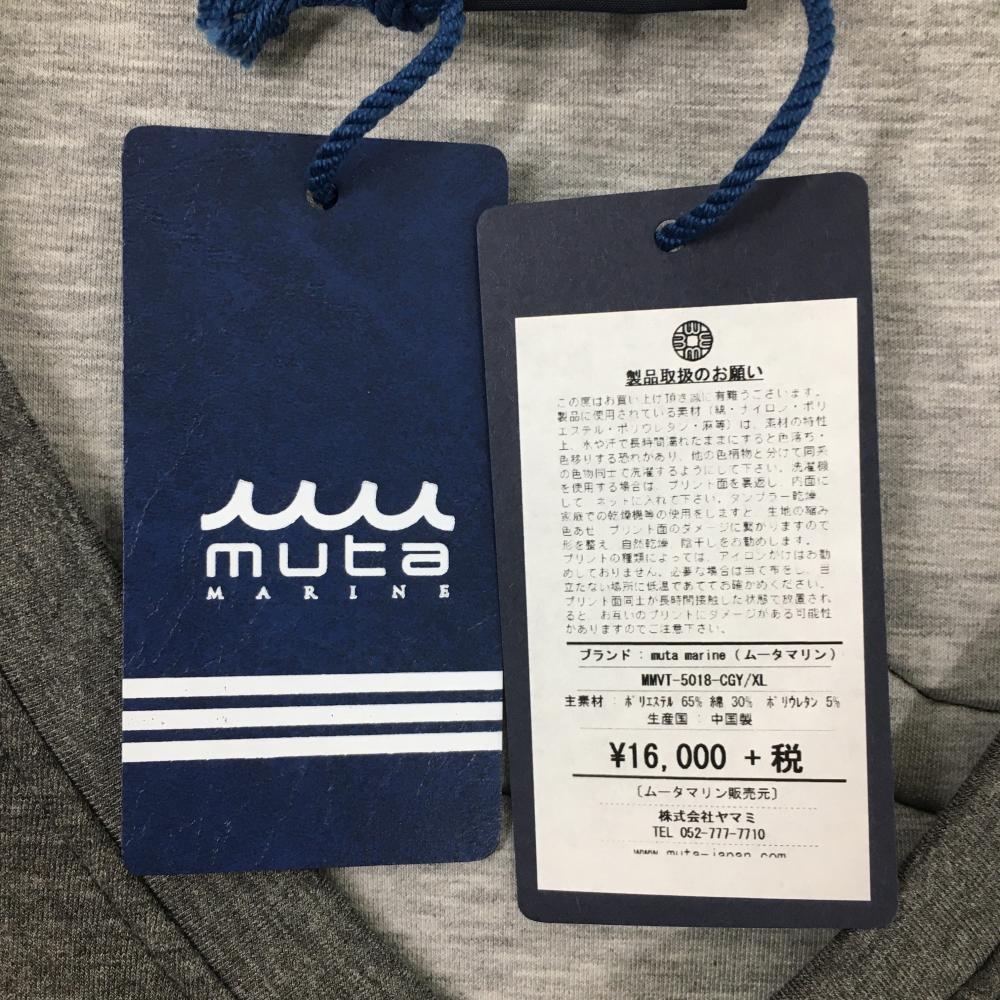 muta
MARINE
製品取扱のお願い
この度はお買い上げ頂き誠に有難うございます。
製品に使用されている素材（綿・ナイロン・ポリ
エステル・ポリウレタン・麻等）は、素材の特性
上、水や汗で長時間濡れたままにすると色落ち・
色移りする恐れがあり、他の色柄物と分けて同系
の色物同士で洗濯するようにして下さい。洗濯機
を使用する場合は、プリント面を裏返し、内面に
して ネットに入れて下さい。タンブラー乾燥
家庭での乾燥機等の使用をしますと 生地の縮み
色あせ プリント面のダメージに繋がりますので
形を整え 自然乾燥 陰干しをお勧めします。
プリントの種類によっては、アイロンがけはお勧
めしておりません。必要な場合は当て布をし、目
立たない場所に低温であててお確かめください。
プリント面同士が長時間接触した状態で放置され
ると お互いのプリントにダメージがある可能性
がありますのでご注意下さい。
ブランド：muta marine（ムータマリン）
MMVT-5018-CGY/XL
主素材：ﾎﾟﾘｴｽﾃﾙ 65% 綿 30% ﾎﾟﾘｳﾚﾀﾝ 5%
生産国：中国製
¥16,000 +税
〔ムータマリン販売元〕
株式会社ヤマミ
TEL 052-777-7710
www.muta-japan.com